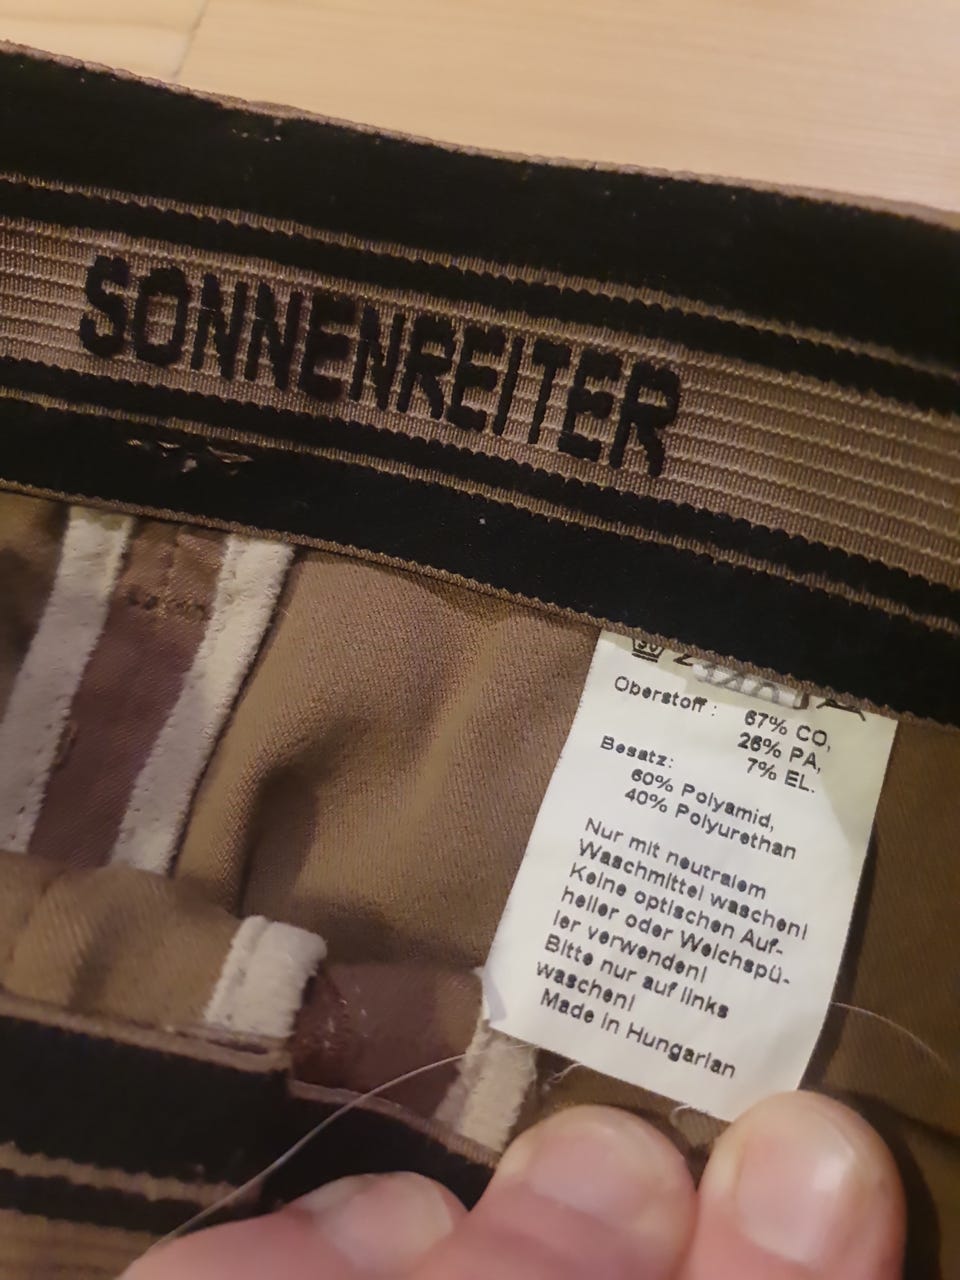 SONNENREITER
Oberstoff: 67% CO,
26% PA,
7% EL.
Besatz:
60% Polyamid,
40% Polyurethan
Nur mit neutralem
Waschmittel waschen!
Keine optischen Auf-
heller oder Weichspü-
ler verwenden!
Bitte nur auf links
waschen!
Made in Hungarian